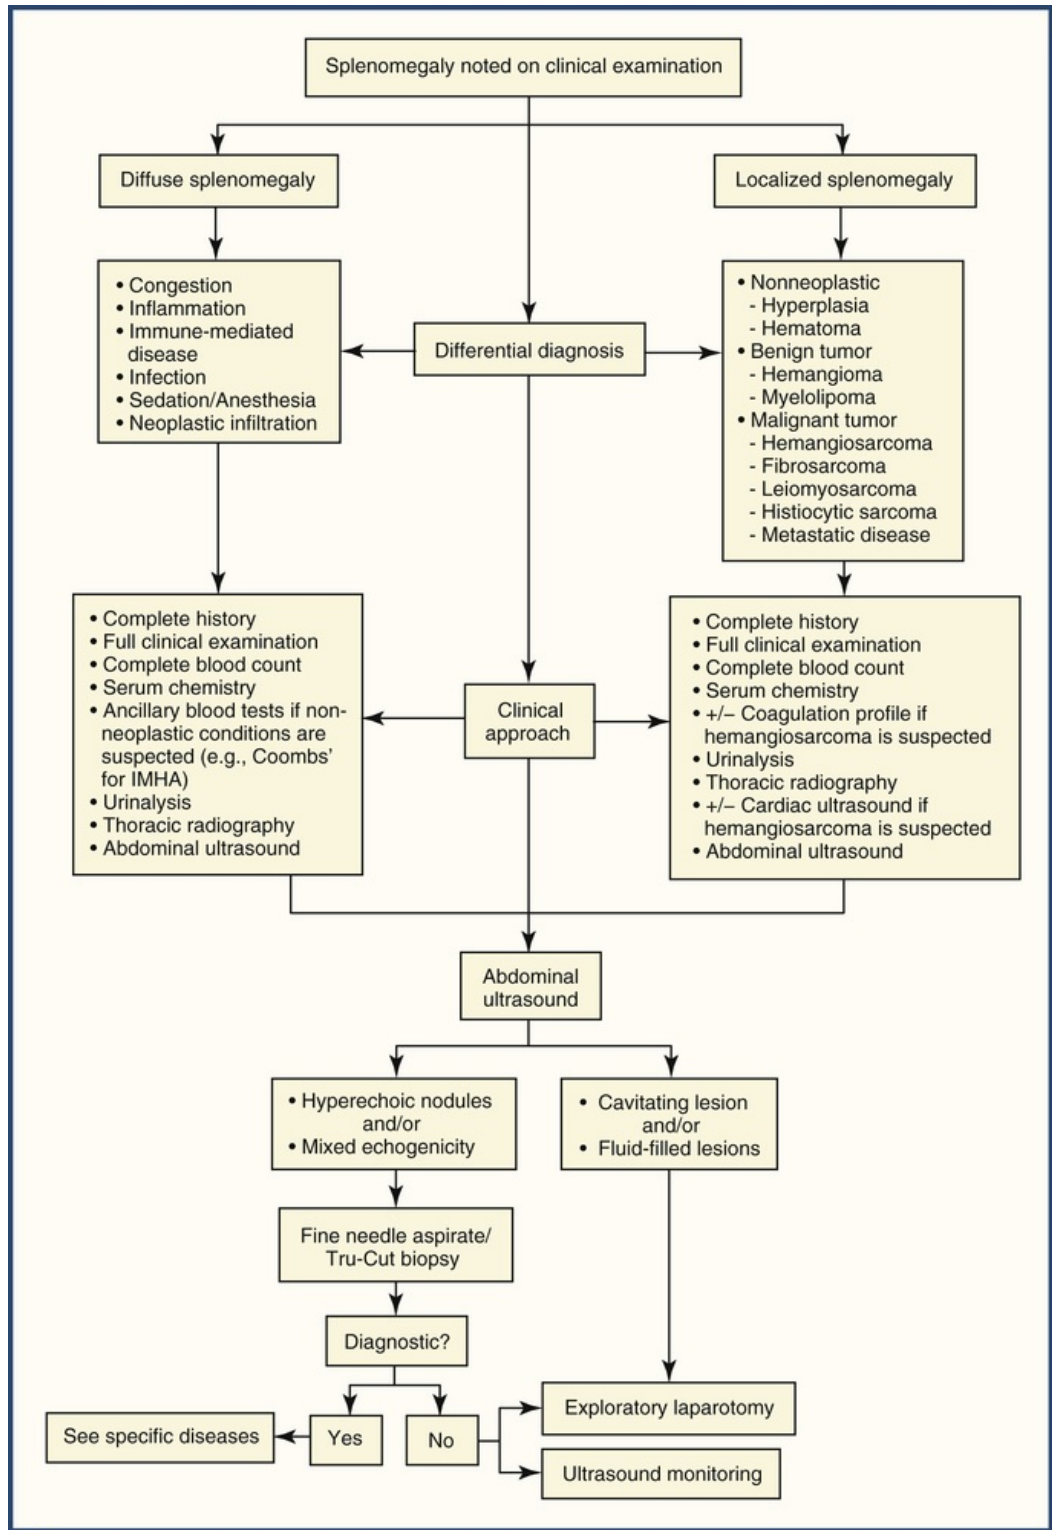 Splenomegaly noted on clinical examination
Diffuse splenomegaly
Localized splenomegaly
• Congestion
• Inflammation
• Immune-mediated
disease
• Infection
• Sedation/Anesthesia
• Neoplastic infiltration
Differential diagnosis
• Nonneoplastic
- Hyperplasia
- Hematoma
• Benign tumor
- Hemangioma
- Myelolipoma
• Malignant tumor
- Hemangiosarcoma
- Fibrosarcoma
- Leiomyosarcoma
- Histiocytic sarcoma
- Metastatic disease
• Complete history
• Full clinical examination
• Complete blood count
• Serum chemistry
• Ancillary blood tests if non-
neoplastic conditions are
suspected (e.g., Coombs’
for IMHA)
• Urinalysis
• Thoracic radiography
• Abdominal ultrasound
Clinical
approach
• Complete history
• Full clinical examination
• Complete blood count
• Serum chemistry
• +/– Coagulation profile if
hemangiosarcoma is suspected
• Urinalysis
• Thoracic radiography
• +/– Cardiac ultrasound if
hemangiosarcoma is suspected
• Abdominal ultrasound
Abdominal
ultrasound
• Hyperechoic nodules
and/or
• Mixed echogenicity
• Cavitating lesion
and/or
• Fluid-filled lesions
Fine needle aspirate/
Tru-Cut biopsy
Diagnostic?
See specific diseases
Yes
No
Exploratory laparotomy
Ultrasound monitoring